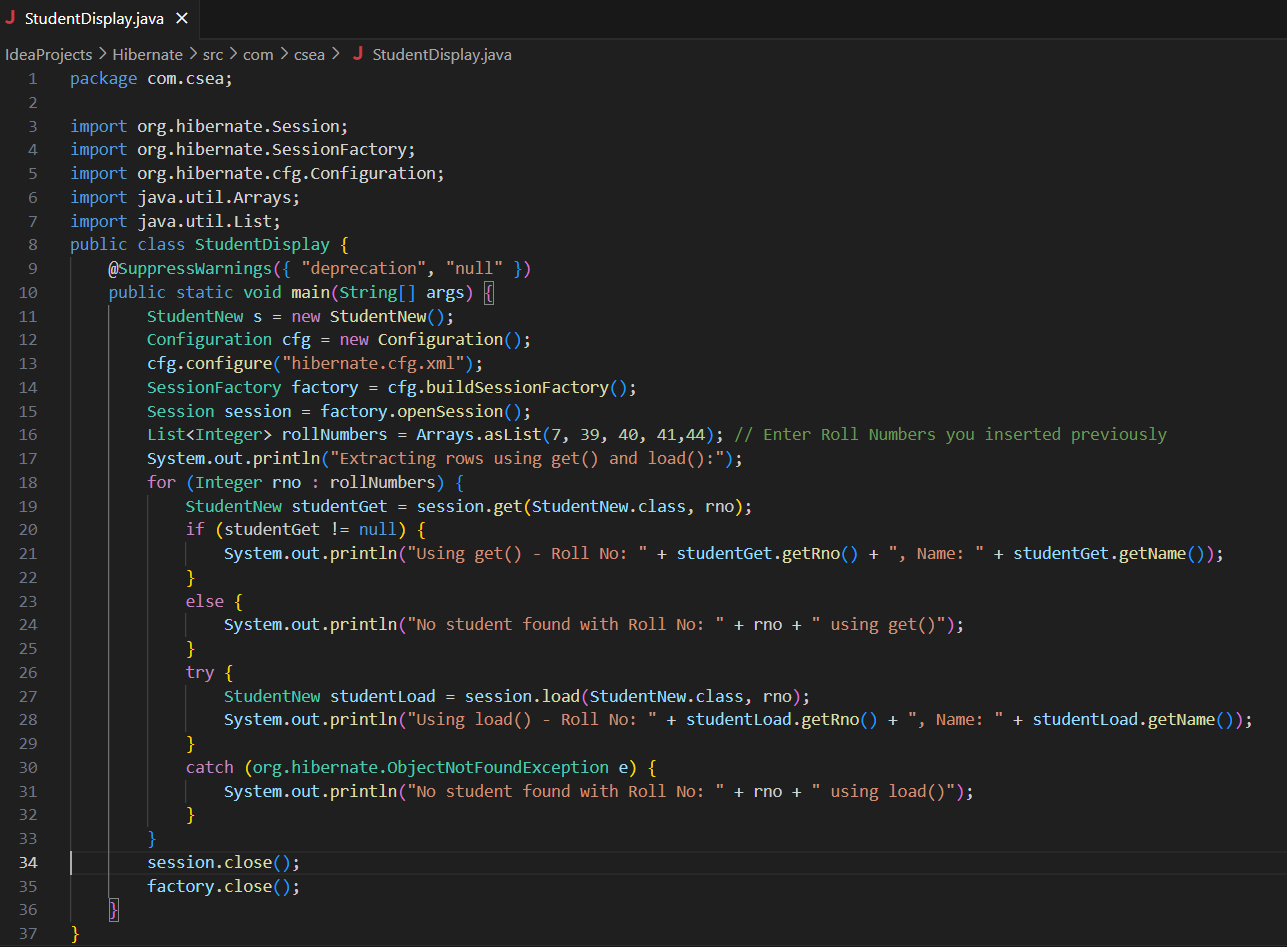 J StudentDisplay.java ×
IdeaProjects > Hibernate > src > com > csea > J StudentDisplay.java
1 package com.csea;
2
3 import org.hibernate.Session;
4 import org.hibernate.SessionFactory;
5 import org.hibernate.cfg.Configuration;
6 import java.util.Arrays;
7 import java.util.List;
8 public class StudentDisplay {
9     @SuppressWarnings({ "deprecation", "null" })
10     public static void main(String[] args) {
11         StudentNew s = new StudentNew();
12         Configuration cfg = new Configuration();
13         cfg.configure("hibernate.cfg.xml");
14         SessionFactory factory = cfg.buildSessionFactory();
15         Session session = factory.openSession();
16         List<Integer> rollNumbers = Arrays.asList(7, 39, 40, 41,44); // Enter Roll Numbers you inserted previously
17         System.out.println("Extracting rows using get() and load():");
18         for (Integer rno : rollNumbers) {
19             StudentNew studentGet = session.get(StudentNew.class, rno);
20             if (studentGet != null) {
21                 System.out.println("Using get() - Roll No: " + studentGet.getRno() + ", Name: " + studentGet.getName());
22             }
23             else {
24                 System.out.println("No student found with Roll No: " + rno + " using get()");
25             }
26             try {
27                 StudentNew studentLoad = session.load(StudentNew.class, rno);
28                 System.out.println("Using load() - Roll No: " + studentLoad.getRno() + ", Name: " + studentLoad.getName());
29             }
30             catch (org.hibernate.ObjectNotFoundException e) {
31                 System.out.println("No student found with Roll No: " + rno + " using load()");
32             }
33         }
34         session.close();
35         factory.close();
36     }
37 }